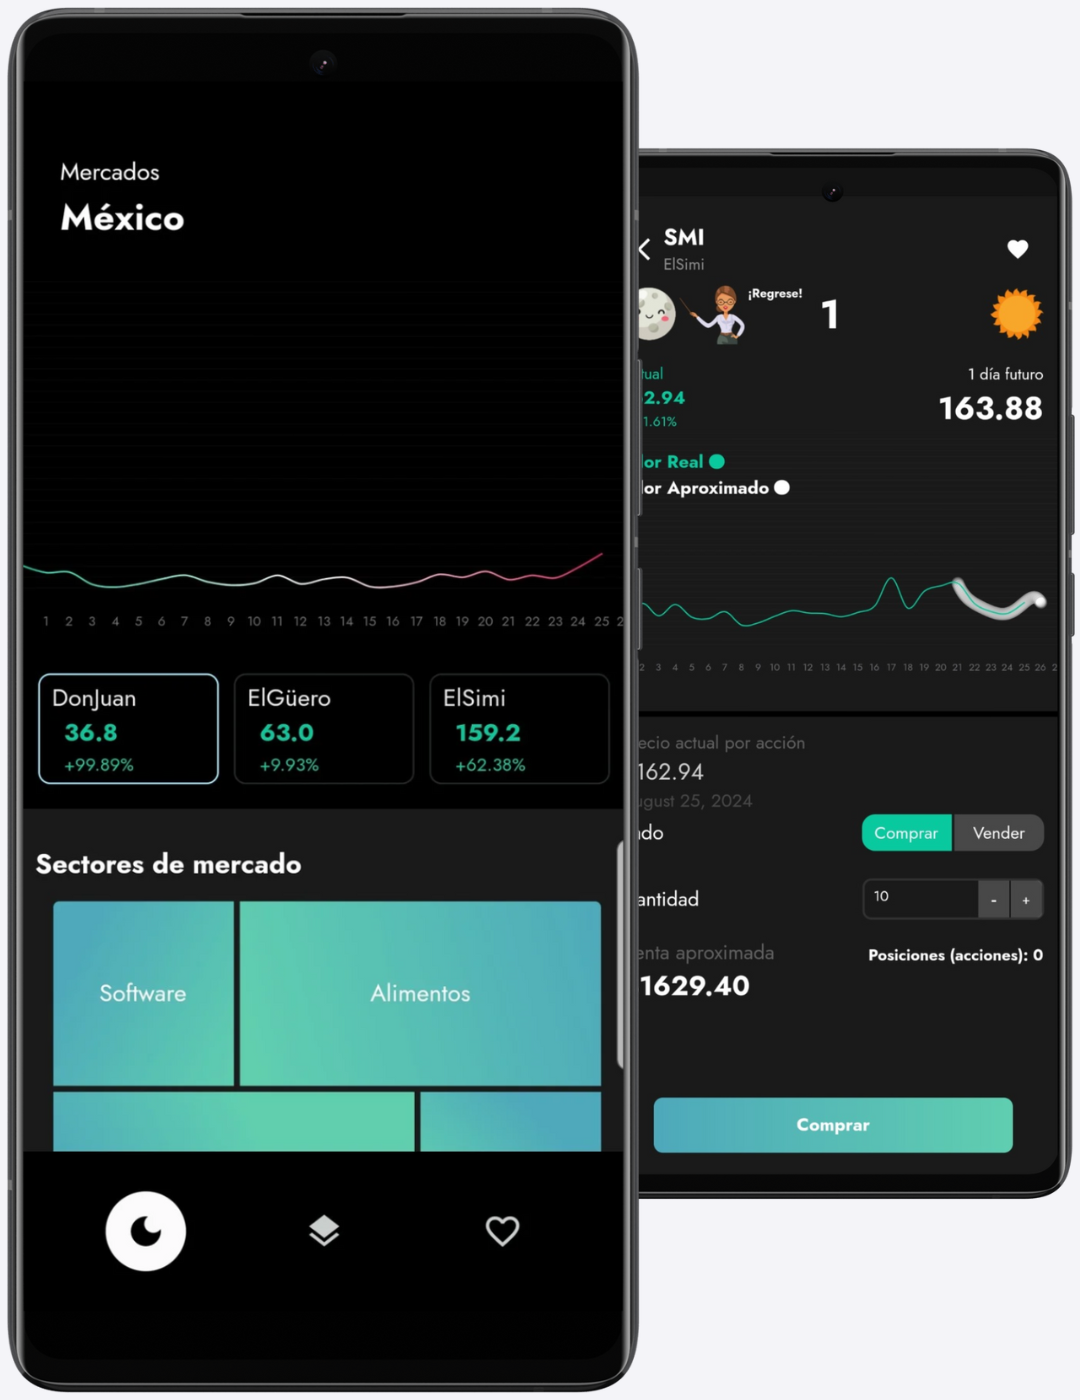 Mercados
México
1 2 3 4 5 6 7 8 9 10 11 12 13 14 15 16 17 18 19 20 21 22 23 24 25 2
DonJuan
36.8
+99.89%
ElGüero
63.0
+9.93%
ElSimi
159.2
+62.38%
Sectores de mercado
Software
Alimentos
SMI
ElSimi
¡Regrese!
1
tual
2.94
1.61%
1 día futuro
163.88
lor Real
lor Aproximado
2 3 4 5 6 7 8 9 10 11 12 13 14 15 16 17 18 19 20 21 22 23 24 25 26 2
ecio actual por acción
162.94
ugust 25, 2024
do
Comprar
Vender
antidad
10
-
+
enta aproximada
1629.40
Posiciones (acciones): 0
Comprar